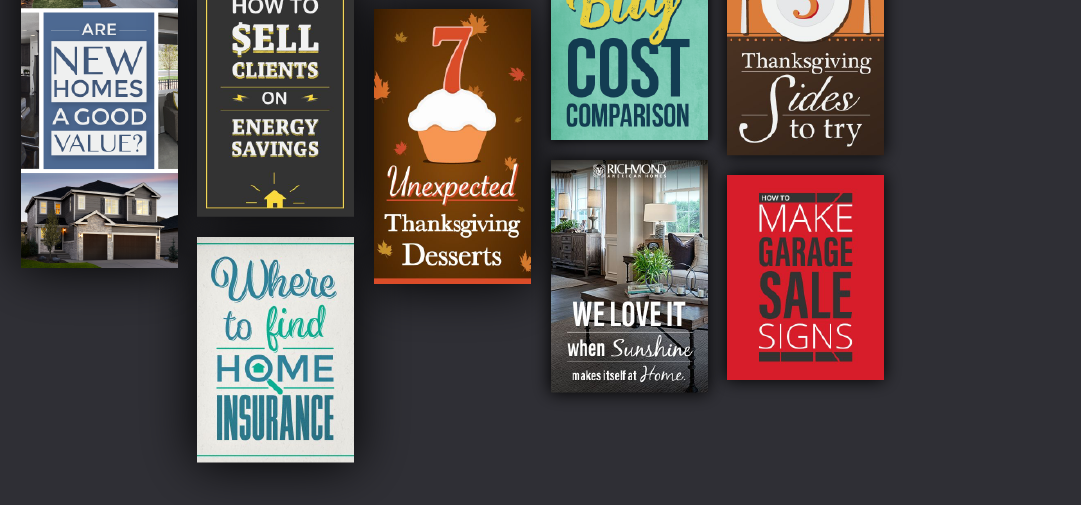 ARE
NEW
HOMES
A GOOD
VALUE?
HOW TO
$ELL
CLIENTS
ON
ENERGY
SAVINGS
Where
to find
HOME
INSURANCE
7
Unexpected
Thanksgiving
Desserts
Buy
COST
COMPARISON
RICHMOND
AMERICAN HOMES
WE LOVE IT
when Sunshine
makes itself at Home.
3
Thanksgiving
Sides
to try
HOW TO
MAKE
GARAGE
SALE
SIGNS